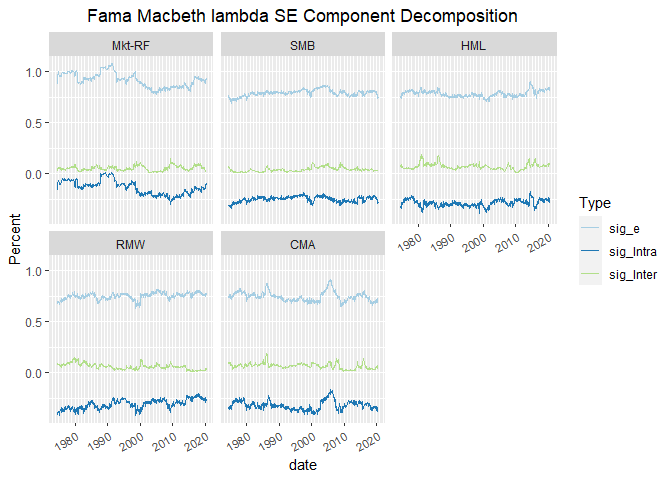 Fama Macbeth lambda SE Component Decomposition
Mkt-RF
SMB
HML
1.0
0.5
0.0
1980
1990
2000
2010
2020
RMW
CMA
1.0
0.5
0.0
1980
1990
2000
2010
2020
1980
1990
2000
2010
2020
Percent
date
Type
sig_e
sig_Intra
sig_Inter